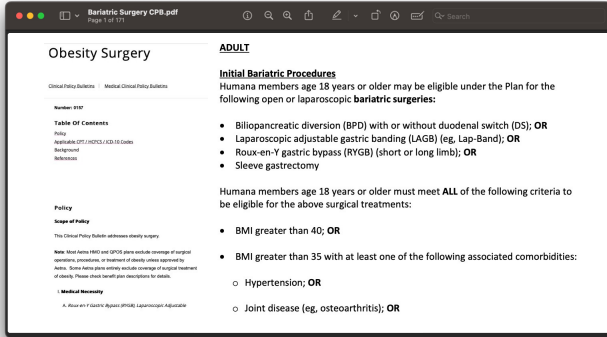 Bariatric Surgery CPB.pdf
Page 1 of 171
Search
Obesity Surgery
Clinical Policy Bulletins | Medical Clinical Policy Bulletins
Number: 0157
Table Of Contents
Policy
Applicable CPT / HCPCS / ICD-10 Codes
Background
References
Policy
Scope of Policy
This Clinical Policy Bulletin addresses obesity surgery.
Note: Most Aetna HMO and QPOS plans exclude coverage of surgical
operations, procedures, or treatment of obesity unless approved by
Aetna. Some Aetna plans entirely exclude coverage of surgical treatment
of obesity. Please check benefit plan descriptions for details.
I. Medical Necessity
A. Roux-en-Y Gastric Bypass (RYGB), Laparoscopic Adjustable
ADULT
Initial Bariatric Procedures
Humana members age 18 years or older may be eligible under the Plan for the
following open or laparoscopic bariatric surgeries:
• Biliopancreatic diversion (BPD) with or without duodenal switch (DS); OR
• Laparoscopic adjustable gastric banding (LAGB) (eg, Lap-Band); OR
• Roux-en-Y gastric bypass (RYGB) (short or long limb); OR
• Sleeve gastrectomy
Humana members age 18 years or older must meet ALL of the following criteria to
be eligible for the above surgical treatments:
• BMI greater than 40; OR
• BMI greater than 35 with at least one of the following associated comorbidities:
o Hypertension; OR
o Joint disease (eg, osteoarthritis); OR